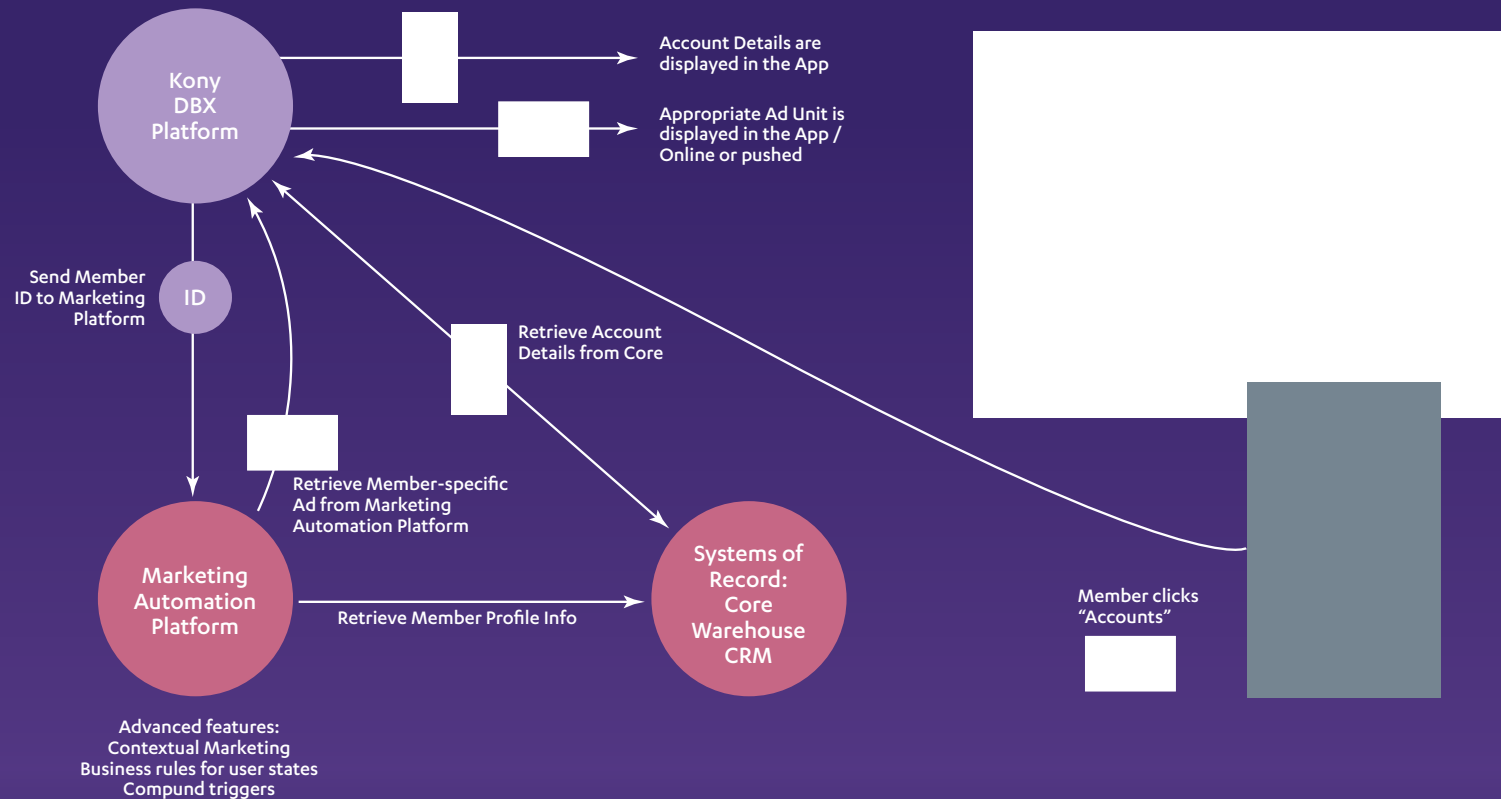 Kony
DBX
Platform
Account Details are
displayed in the App
Appropriate Ad Unit is
displayed in the App /
Online or pushed
Send Member
ID to Marketing
Platform
ID
Retrieve Account
Details from Core
Retrieve Member-specific
Ad from Marketing
Automation Platform
Marketing
Automation
Platform
Retrieve Member Profile Info
Systems of
Record:
Core
Warehouse
CRM
Member clicks
“Accounts”
Advanced features:
Contextual Marketing
Business rules for user states
Compund triggers